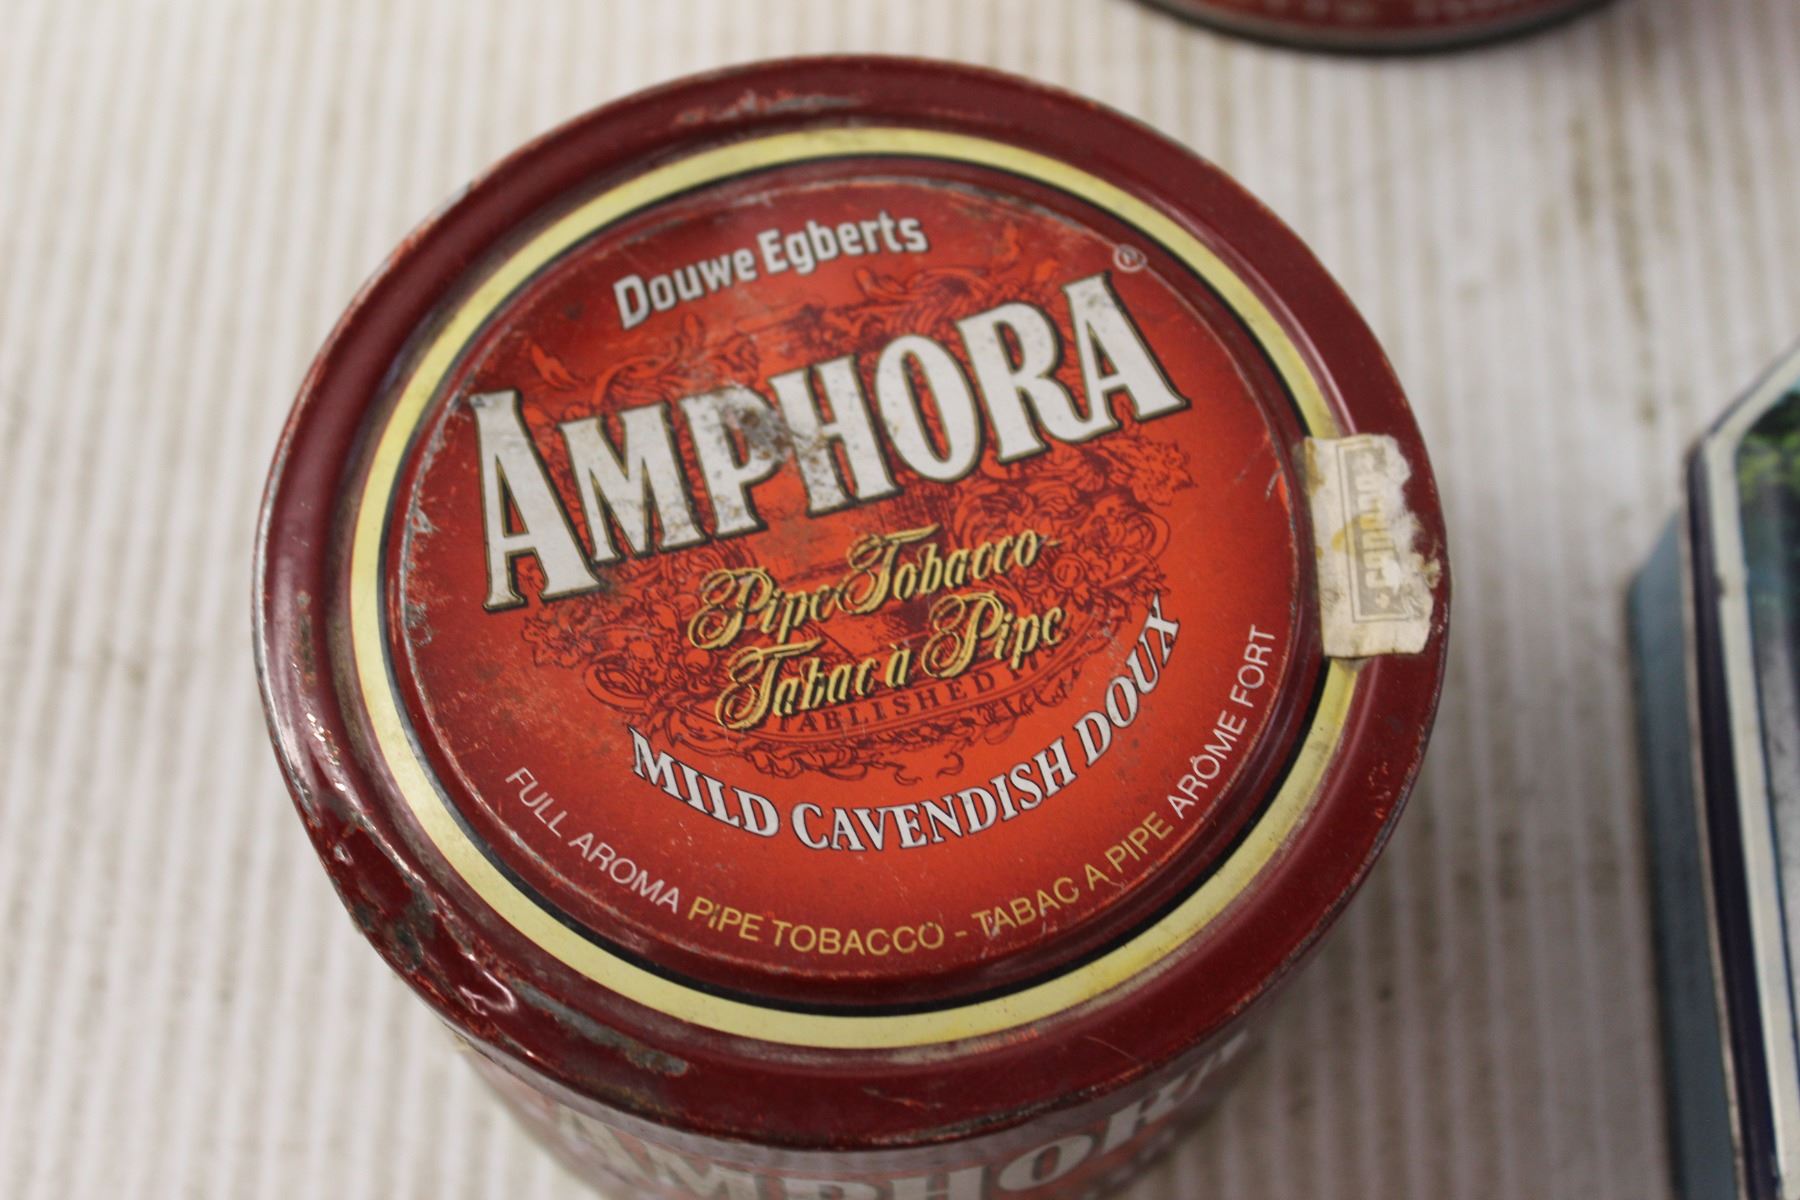 Douwe Egberts
AMPHORA®
Pipe Tobacco
Tabac à Pipe
MILD CAVENDISH DOUX
FULL AROMA PIPE TOBACCO - TABAC A PIPE ARÔME FORT
AMPHORA